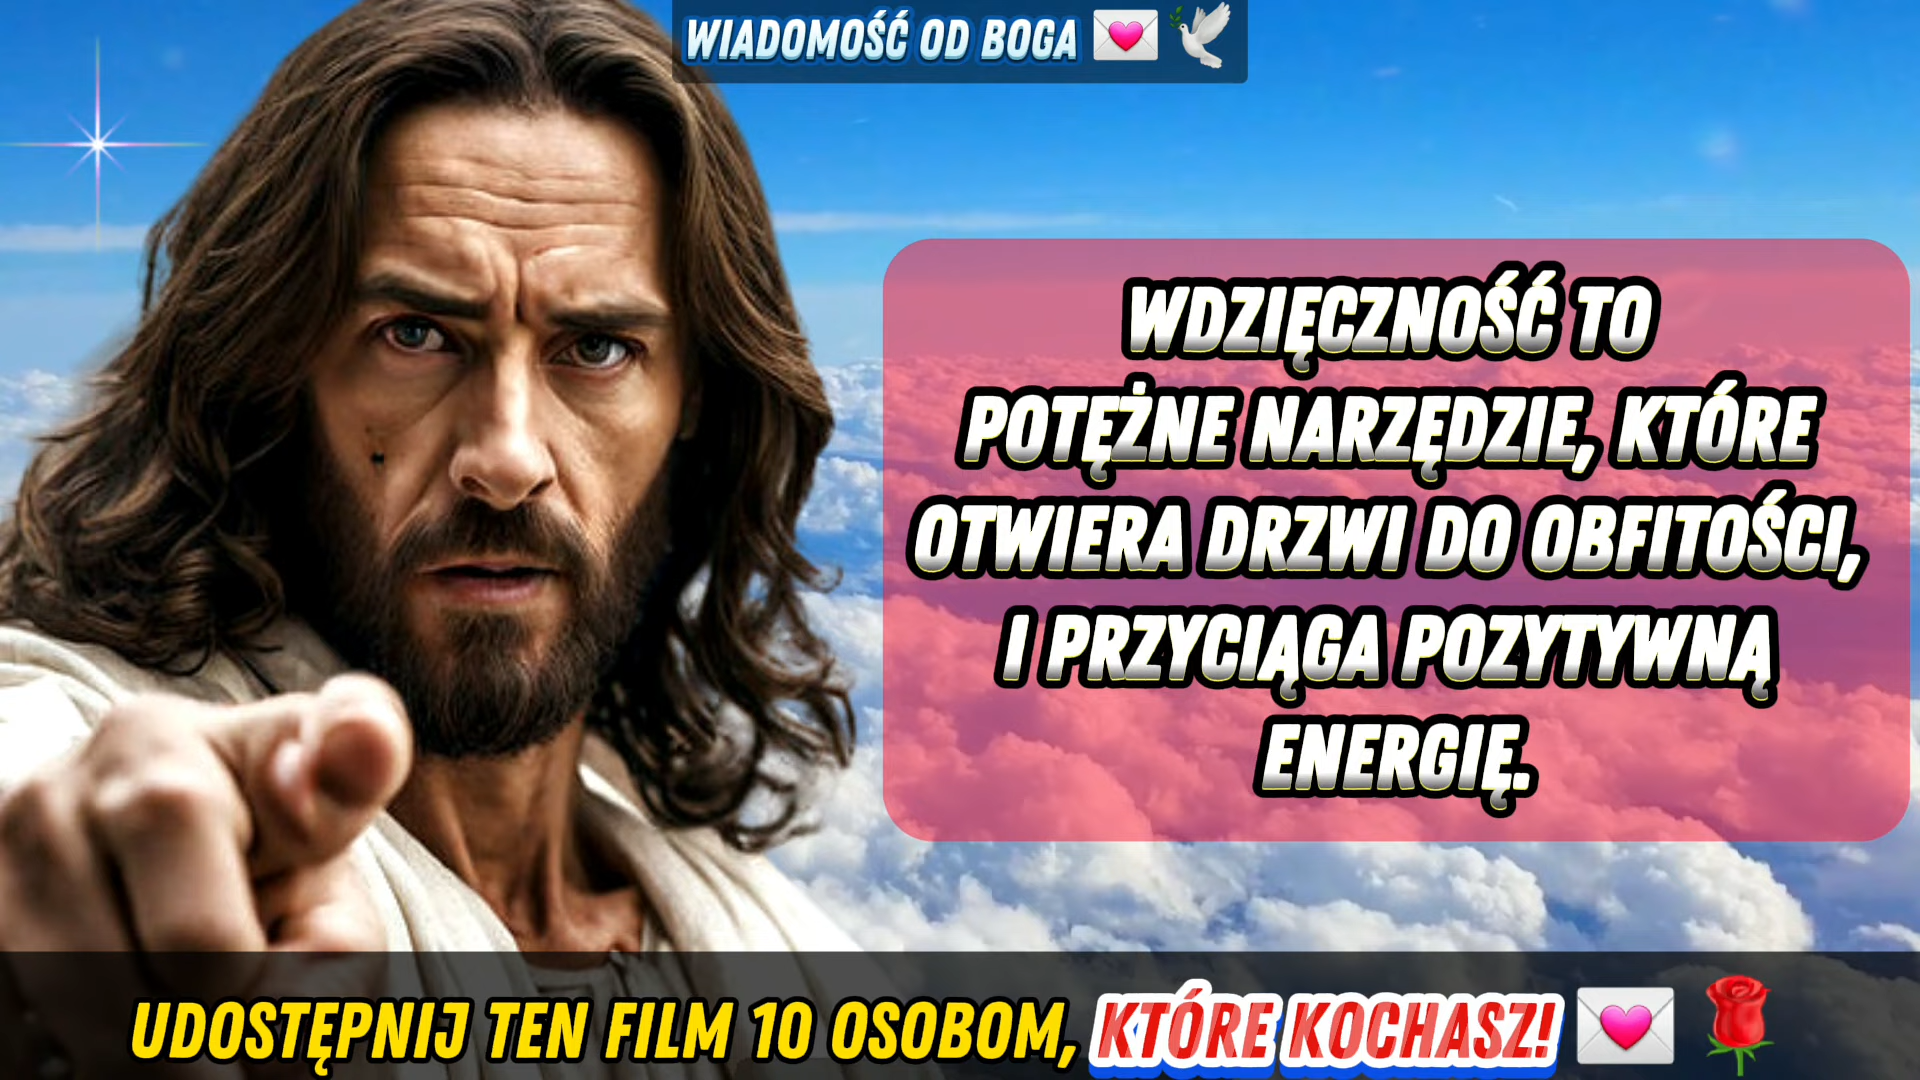 WIADOMOŚĆ OD BOGA 💌 🕊️
WDZIĘCZNOŚĆ TO
POTĘŻNE NARZĘDZIE, KTÓRE
OTWIERA DRZWI DO OBFITOŚCI,
I PRZYCIĄGA POZYTYWNĄ
ENERGIĘ.
UDOSTĘPNIJ TEN FILM 10 OSOBOM, KTÓRE KOCHASZ! 💌 🌹